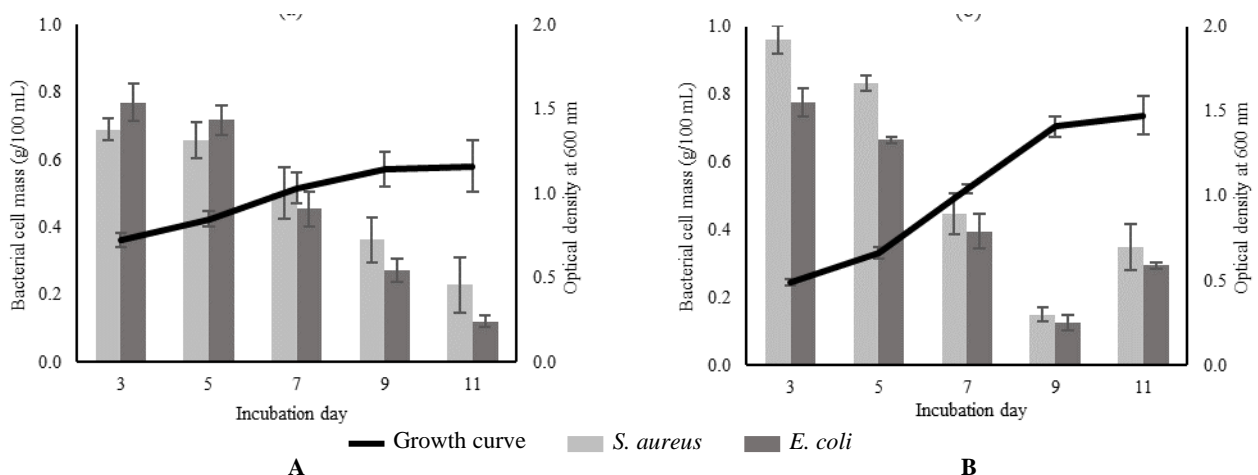 Bacterial cell mass (g/100 mL)
1.0
0.8
0.6
0.4
0.2
0.0
2.0
1.5
1.0
0.5
0.0
Optical density at 600 nm
3 5 7 9 11
Incubation day
Bacterial cell mass (g/100 mL)
1.0
0.8
0.6
0.4
0.2
0.0
2.0
1.5
1.0
0.5
0.0
Optical density at 600 nm
3 5 7 9 11
Incubation day
Growth curve S. aureus E. coli
A B